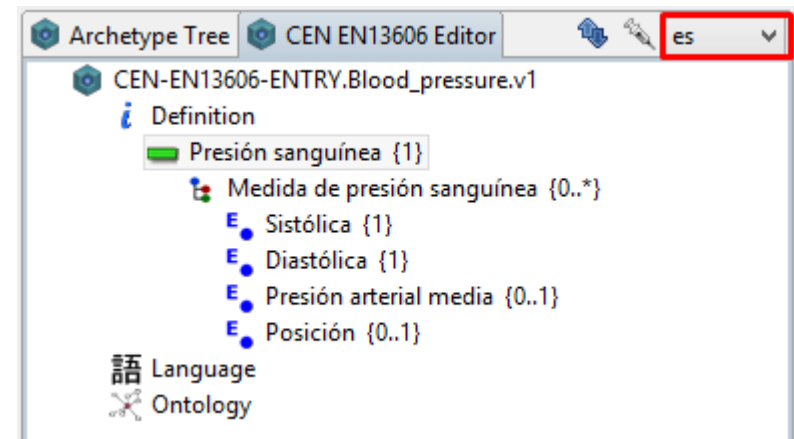 Archetype Tree CEN EN13606 Editor es
CEN-EN13606-ENTRY.Blood_pressure.v1
i Definition
Presión sanguínea {1}
Medida de presión sanguínea {0..*}
E Sistólica {1}
E Diastólica {1}
E Presión arterial media {0..1}
E Posición {0..1}
語 Language
Ontology